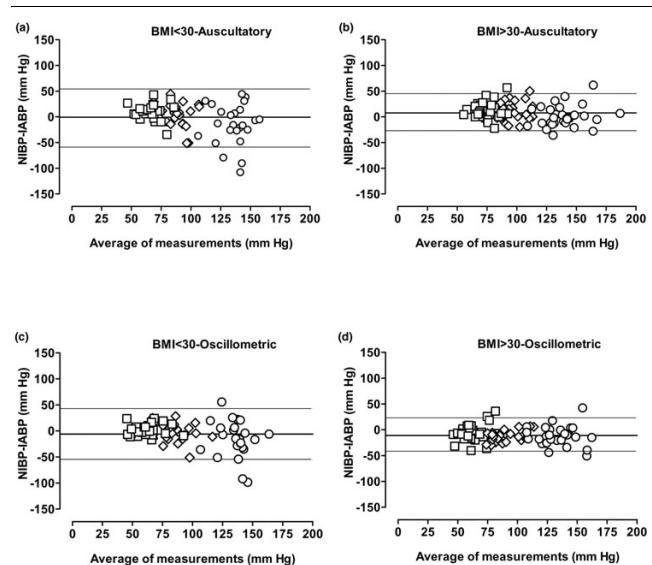 (a)
BMI<30-Auscultatory
150
100
50
0
-50
-100
-150
NIBP-IABP (mm Hg)
0 25 50 75 100 125 150 175 200
Average of measurements (mm Hg)
(b)
BMI>30-Auscultatory
150
100
50
0
-50
-100
-150
NIBP-IABP (mm Hg)
0 25 50 75 100 125 150 175 200
Average of measurements (mm Hg)
(c)
BMI<30-Oscillometric
150
100
50
0
-50
-100
-150
NIBP-IABP (mm Hg)
0 25 50 75 100 125 150 175 200
Average of measurements (mm Hg)
(d)
BMI>30-Oscillometric
150
100
50
0
-50
-100
-150
NIBP-IABP (mm Hg)
0 25 50 75 100 125 150 175 200
Average of measurements (mm Hg)